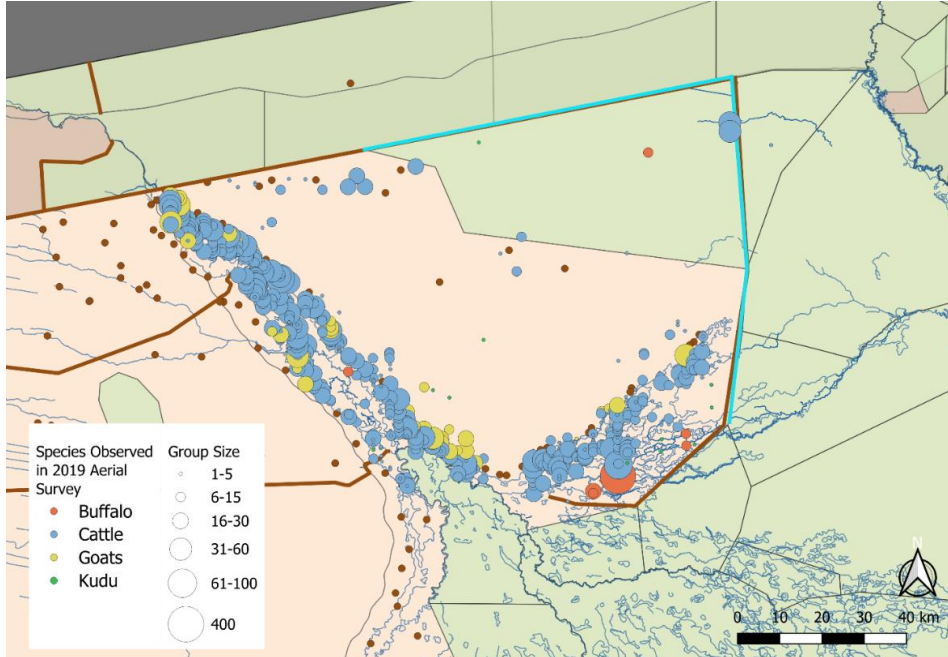 Species Observed
in 2019 Aerial
Survey
Buffalo
Cattle
Goats
Kudu
Group Size
1-5
6-15
16-30
31-60
61-100
400
N
0 10 20 30 40 km